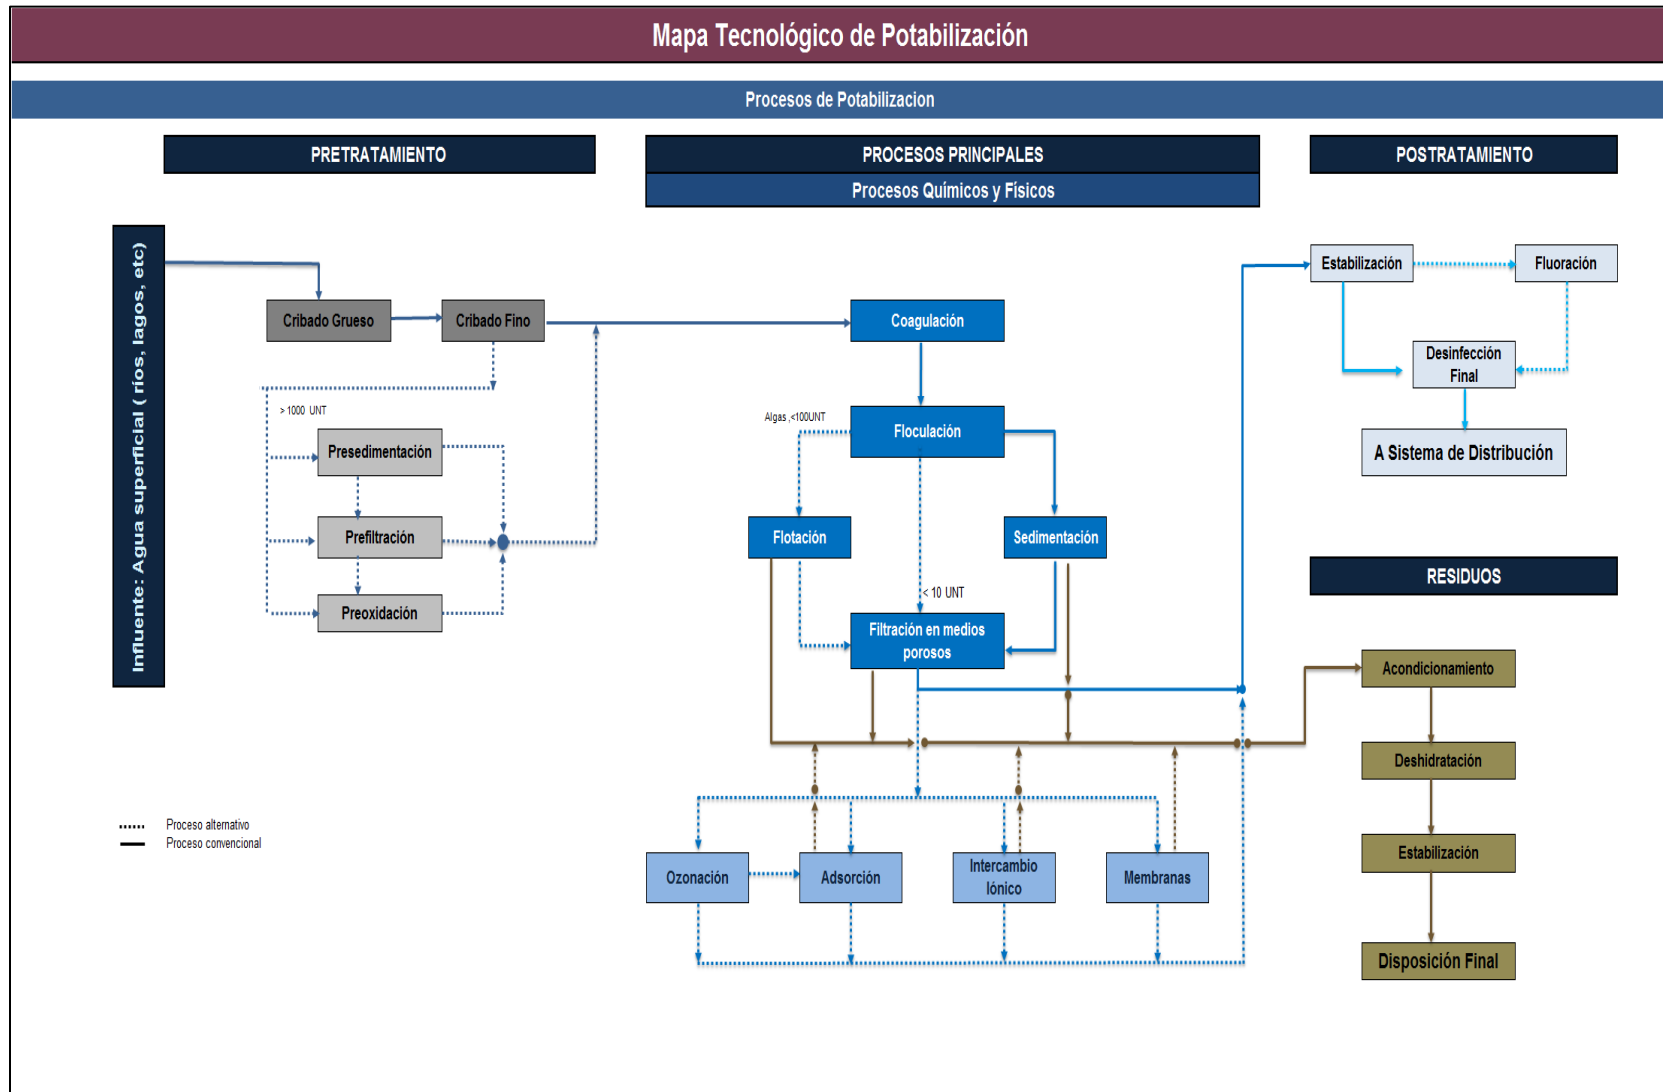 Mapa Tecnológico de Potabilización
Procesos de Potabilizacion
PRETRATAMIENTO
PROCESOS PRINCIPALES
Procesos Químicos y Físicos
POSTRATAMIENTO
Influente: Agua superficial ( ríos, lagos, etc)
Cribado Grueso
Cribado Fino
> 1000 UNT
Presedimentación
Prefiltración
Preoxidación
Coagulación
Algas ,<100UNT
Floculación
Flotación
Sedimentación
< 10 UNT
Filtración en medios
porosos
Ozonación
Adsorción
Intercambio
Iónico
Membranas
Estabilización
Fluoración
Desinfección
Final
A Sistema de Distribución
RESIDUOS
Acondicionamiento
Deshidratación
Estabilización
Disposición Final
Proceso alternativo
Proceso convencional